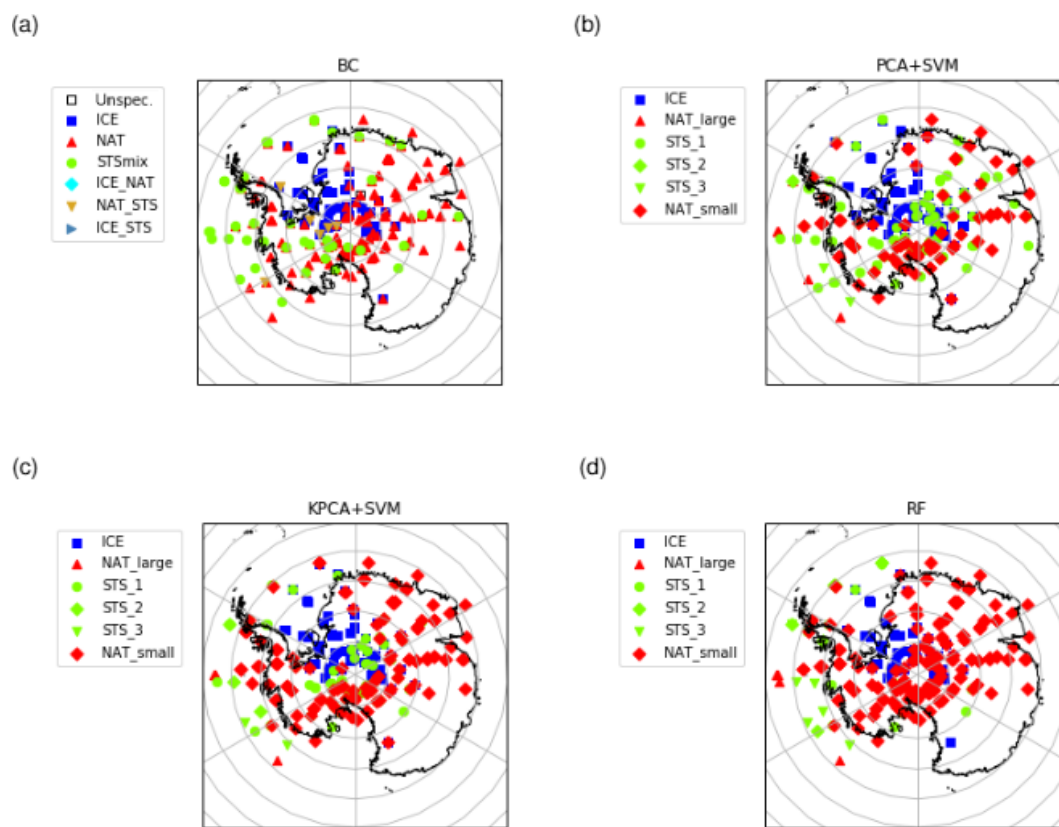 (a)
BC
Unspec.
ICE
NAT
STSmix
ICE_NAT
NAT_STS
ICE_STS
(b)
PCA+SVM
ICE
NAT_large
STS_1
STS_2
STS_3
NAT_small
(c)
KPCA+SVM
ICE
NAT_large
STS_1
STS_2
STS_3
NAT_small
(d)
RF
ICE
NAT_large
STS_1
STS_2
STS_3
NAT_small